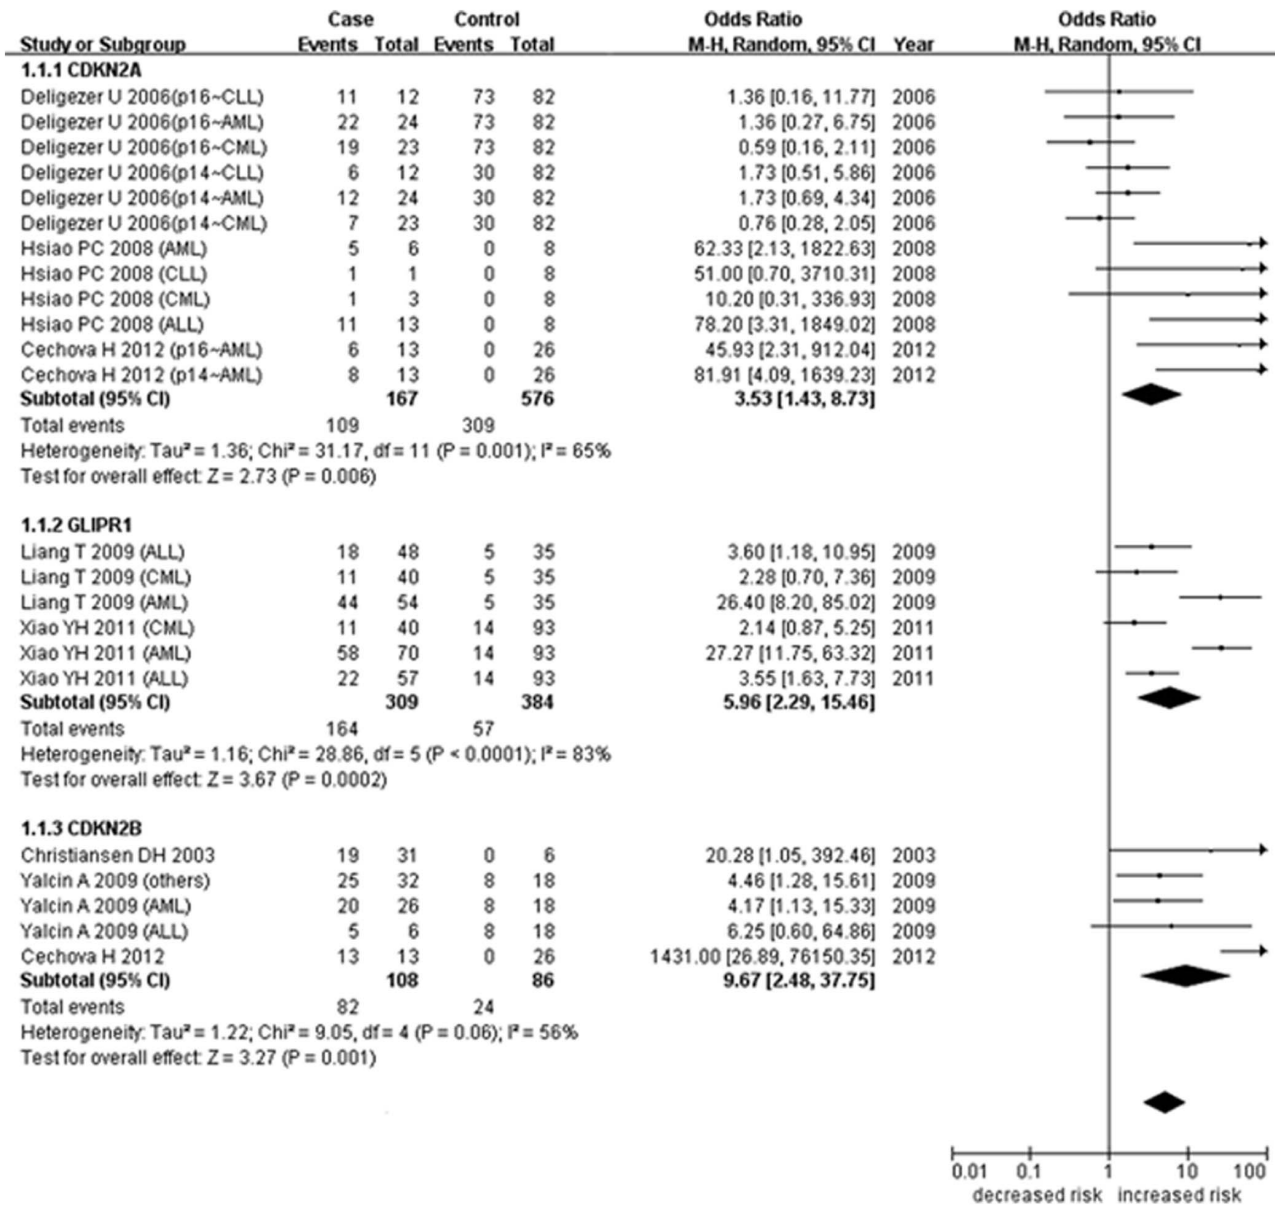 Case Control Odds Ratio Odds Ratio
Study or Subgroup Events Total Events Total M-H, Random, 95% CI Year M-H, Random, 95% CI
1.1.1 CDKN2A
Deligezer U 2006(p16~CLL) 11 12 73 82 1.36 [0.16, 11.77] 2006
Deligezer U 2006(p16~AML) 22 24 73 82 1.36 [0.27, 6.75] 2006
Deligezer U 2006(p16~CML) 19 23 73 82 0.59 [0.16, 2.11] 2006
Deligezer U 2006(p14~CLL) 6 12 30 82 1.73 [0.51, 5.86] 2006
Deligezer U 2006(p14~AML) 12 24 30 82 1.73 [0.69, 4.34] 2006
Deligezer U 2006(p14~CML) 7 23 30 82 0.76 [0.28, 2.05] 2006
Hsiao PC 2008 (AML) 5 6 0 8 62.33 [2.13, 1822.63] 2008
Hsiao PC 2008 (CLL) 1 1 0 8 51.00 [0.70, 3710.31] 2008
Hsiao PC 2008 (CML) 1 3 0 8 10.20 [0.31, 336.93] 2008
Hsiao PC 2008 (ALL) 11 13 0 8 78.20 [3.31, 1849.02] 2008
Cechova H 2012 (p16~AML) 6 13 0 26 45.93 [2.31, 912.04] 2012
Cechova H 2012 (p14~AML) 8 13 0 26 81.91 [4.09, 1639.23] 2012
Subtotal (95% CI) 167 576 3.53 [1.43, 8.73]
Total events 109 309
Heterogeneity: Tau² = 1.36; Chi² = 31.17, df = 11 (P = 0.001); I² = 65%
Test for overall effect: Z = 2.73 (P = 0.006)
1.1.2 GLIPR1
Liang T 2009 (ALL) 18 48 5 35 3.60 [1.18, 10.95] 2009
Liang T 2009 (CML) 11 40 5 35 2.28 [0.70, 7.36] 2009
Liang T 2009 (AML) 44 54 5 35 26.40 [8.20, 85.02] 2009
Xiao YH 2011 (CML) 11 40 14 93 2.14 [0.87, 5.25] 2011
Xiao YH 2011 (AML) 58 70 14 93 27.27 [11.75, 63.32] 2011
Xiao YH 2011 (ALL) 22 57 14 93 3.55 [1.63, 7.73] 2011
Subtotal (95% CI) 309 384 5.96 [2.29, 15.46]
Total events 164 57
Heterogeneity: Tau² = 1.16; Chi² = 28.86, df = 5 (P < 0.0001); I² = 83%
Test for overall effect: Z = 3.67 (P = 0.0002)
1.1.3 CDKN2B
Christiansen DH 2003 19 31 0 6 20.28 [1.05, 392.46] 2003
Yalcin A 2009 (others) 25 32 8 18 4.46 [1.28, 15.61] 2009
Yalcin A 2009 (AML) 20 26 8 18 4.17 [1.13, 15.33] 2009
Yalcin A 2009 (ALL) 5 6 8 18 6.25 [0.60, 64.86] 2009
Cechova H 2012 13 13 0 26 1431.00 [26.89, 76150.35] 2012
Subtotal (95% CI) 108 86 9.67 [2.48, 37.75]
Total events 82 24
Heterogeneity: Tau² = 1.22; Chi² = 9.05, df = 4 (P = 0.06); I² = 56%
Test for overall effect: Z = 3.27 (P = 0.001)
0.01 0.1 1 10 100
decreased risk increased risk